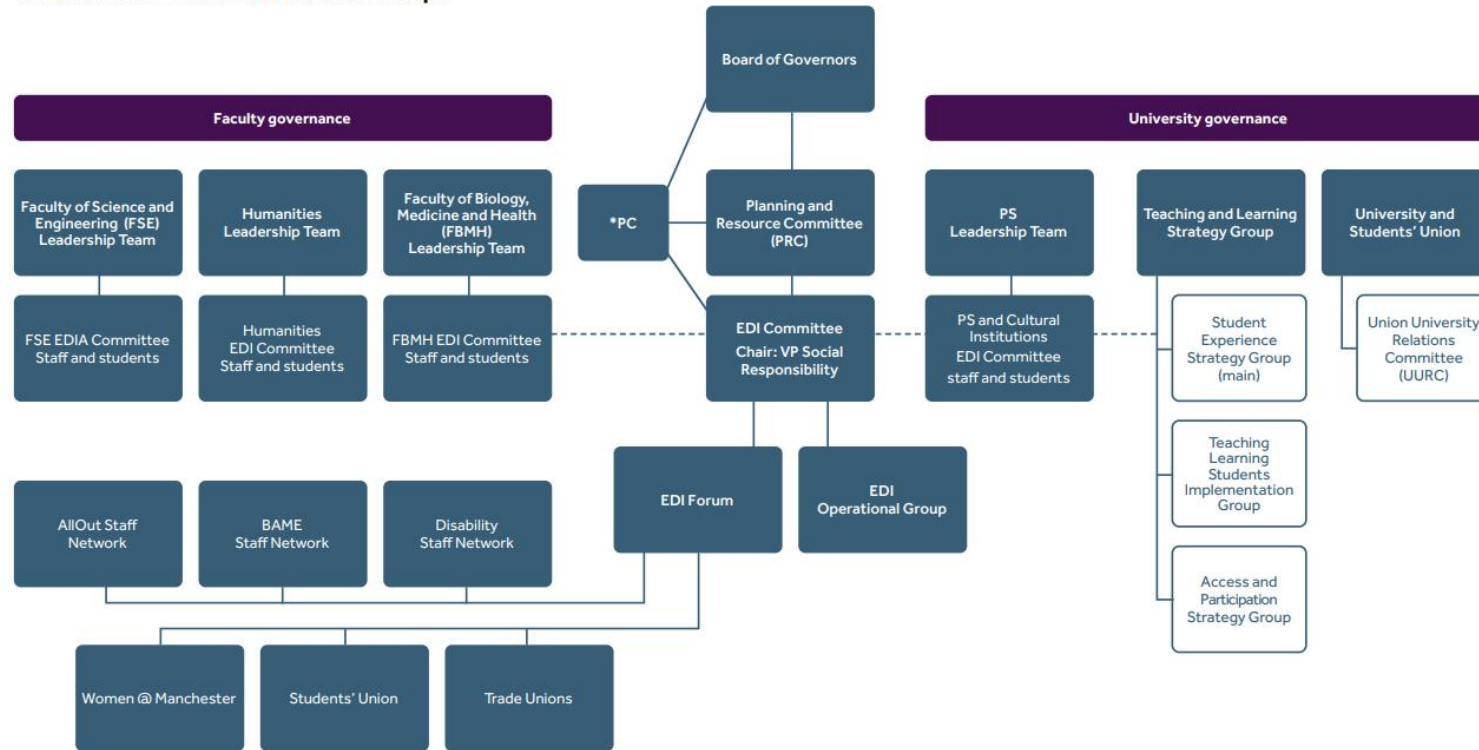 Board of Governors
Faculty governance
University governance
Faculty of Science and
Engineering (FSE)
Leadership Team
Humanities
Leadership Team
Faculty of Biology,
Medicine and Health
(FBMH)
Leadership Team
*PC
Planning and
Resource Committee
(PRC)
PS
Leadership Team
Teaching and Learning
Strategy Group
University and
Students' Union
FSE EDIA Committee
Staff and students
Humanities
EDI Committee
Staff and students
FBMH EDI Committee
Staff and students
EDI Committee
Chair: VP Social
Responsibility
PS and Cultural
Institutions
EDI Committee
staff and students
Student
Experience
Strategy Group
(main)
Union University
Relations
Committee
(UURC)
Teaching
Learning
Students
Implementation
Group
Access and
Participation
Strategy Group
EDI Forum
EDI
Operational Group
AllOut Staff
Network
BAME
Staff Network
Disability
Staff Network
Women @ Manchester
Students' Union
Trade Unions